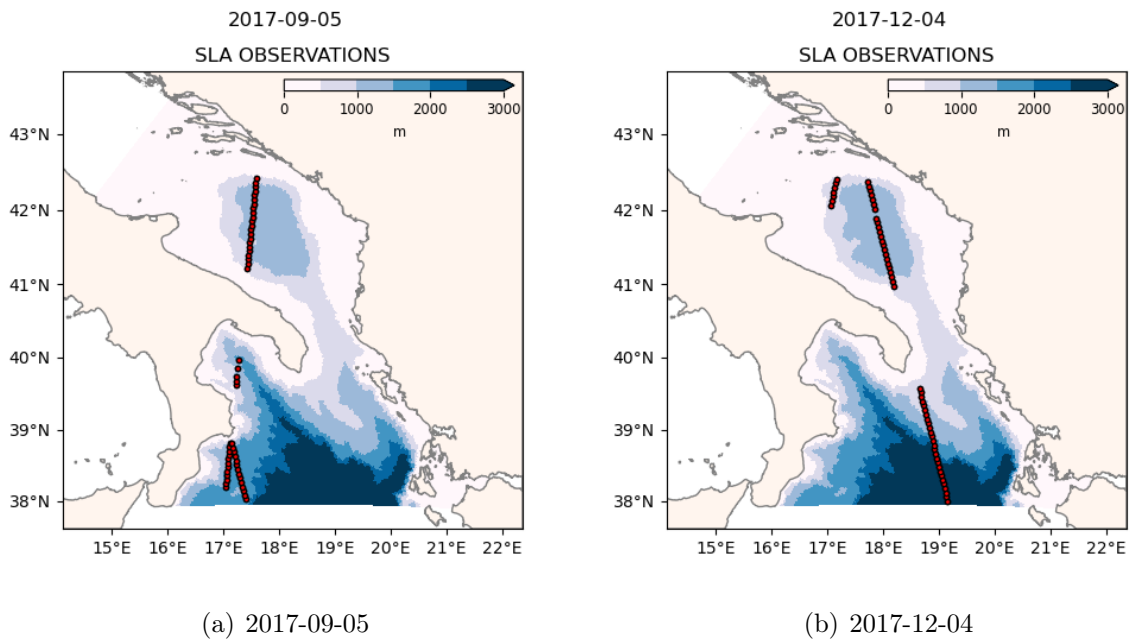 2017-09-05
SLA OBSERVATIONS
0 1000 2000 3000
m
43°N
42°N
41°N
40°N
39°N
38°N
15°E 16°E 17°E 18°E 19°E 20°E 21°E 22°E
(a) 2017-09-05
2017-12-04
SLA OBSERVATIONS
0 1000 2000 3000
m
43°N
42°N
41°N
40°N
39°N
38°N
15°E 16°E 17°E 18°E 19°E 20°E 21°E 22°E
(b) 2017-12-04